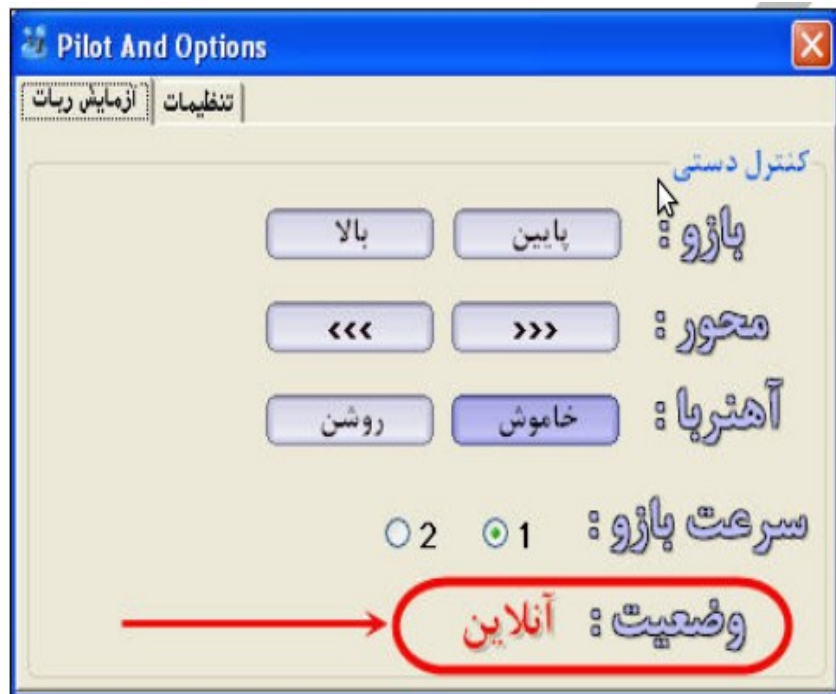 Pilot And Options
تنظیمات آزمایش ربات
کنترل دستی
بازو : پایین بالا
محور : >>> <<<
آهنربا : خاموش روشن
سرعت بازو : 1 2
وضعیت : آنلاین